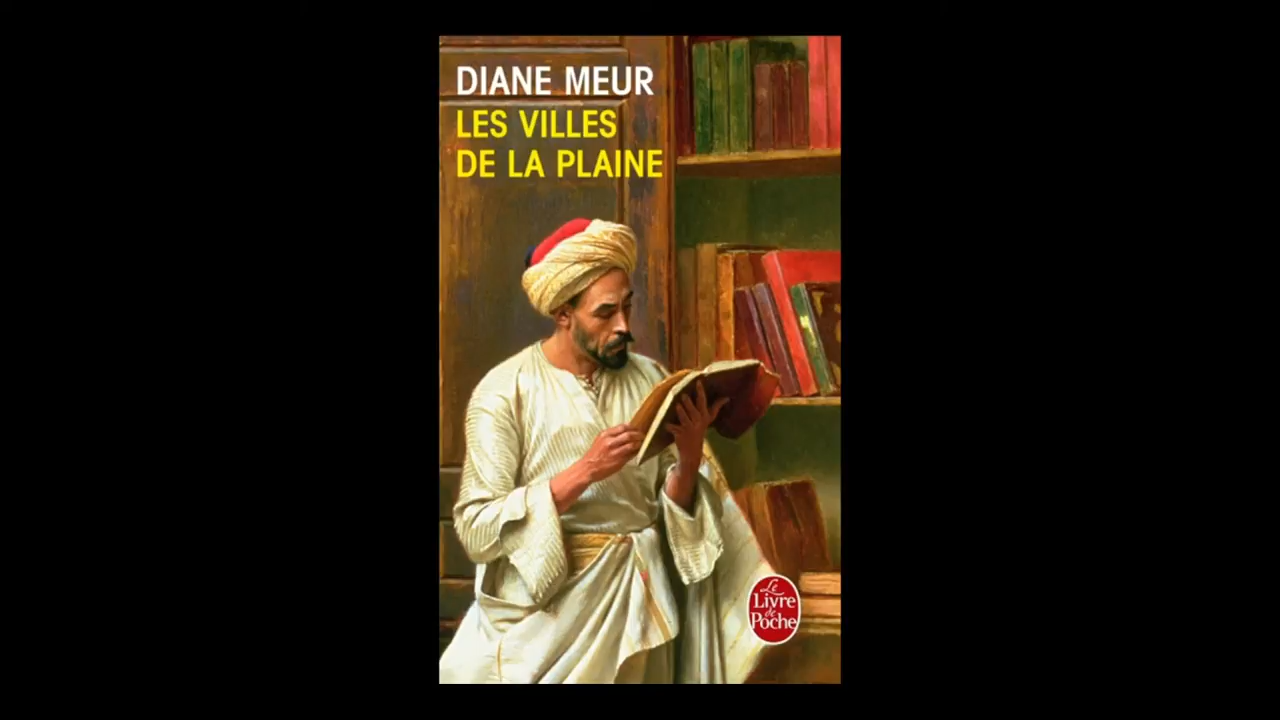 DIANE MEUR
LES VILLES
DE LA PLAINE
Le
Livre
de
Poche